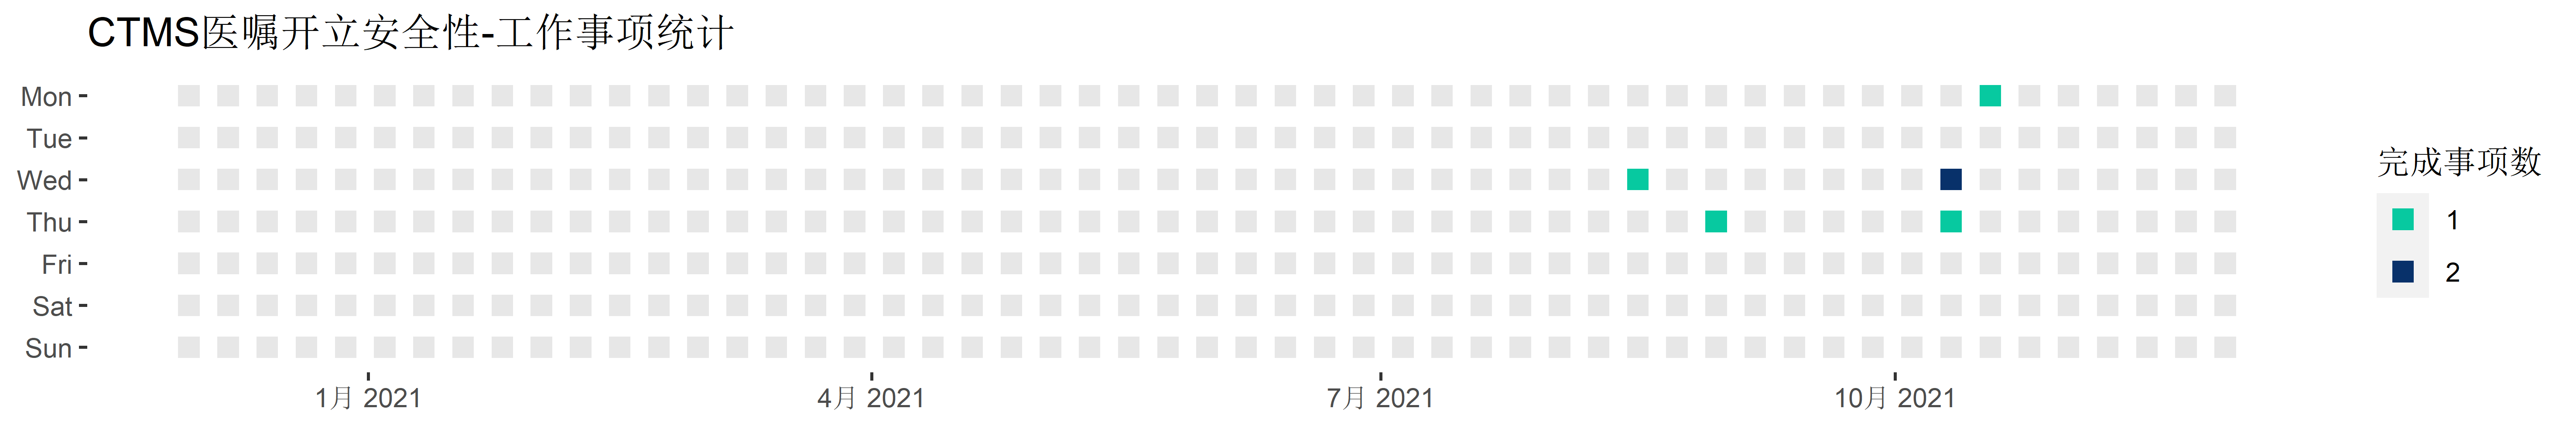 CTMS医嘱开立安全性-工作事项统计
Mon
Tue
Wed
Thu
Fri
Sat
Sun
1月 2021
4月 2021
7月 2021
10月 2021
完成事项数
1
2